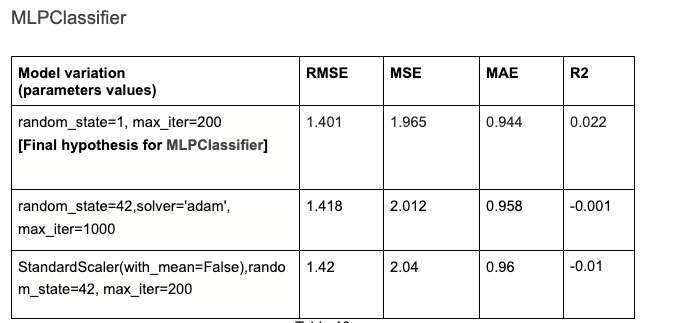 MLPClassifier
Model variation
(parameters values)
RMSE
MSE
MAE
R2
random_state=1, max_iter=200
[Final hypothesis for MLPClassifier]
1.401
1.965
0.944
0.022
random_state=42,solver='adam',
max_iter=1000
1.418
2.012
0.958
-0.001
StandardScaler(with_mean=False),rando
m_state=42, max_iter=200
1.42
2.04
0.96
-0.01